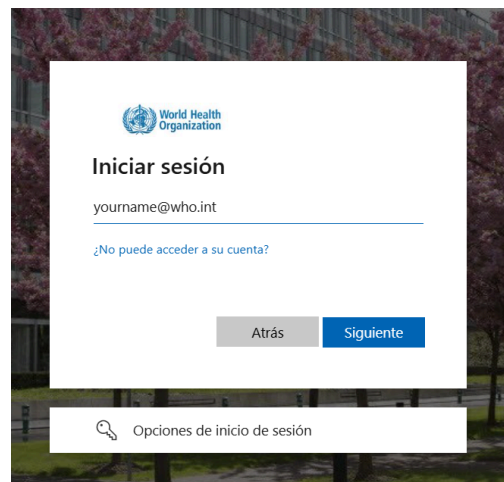 World Health
Organization
Iniciar sesión
yourname@who.int
¿No puede acceder a su cuenta?
Atrás
Siguiente
Opciones de inicio de sesión